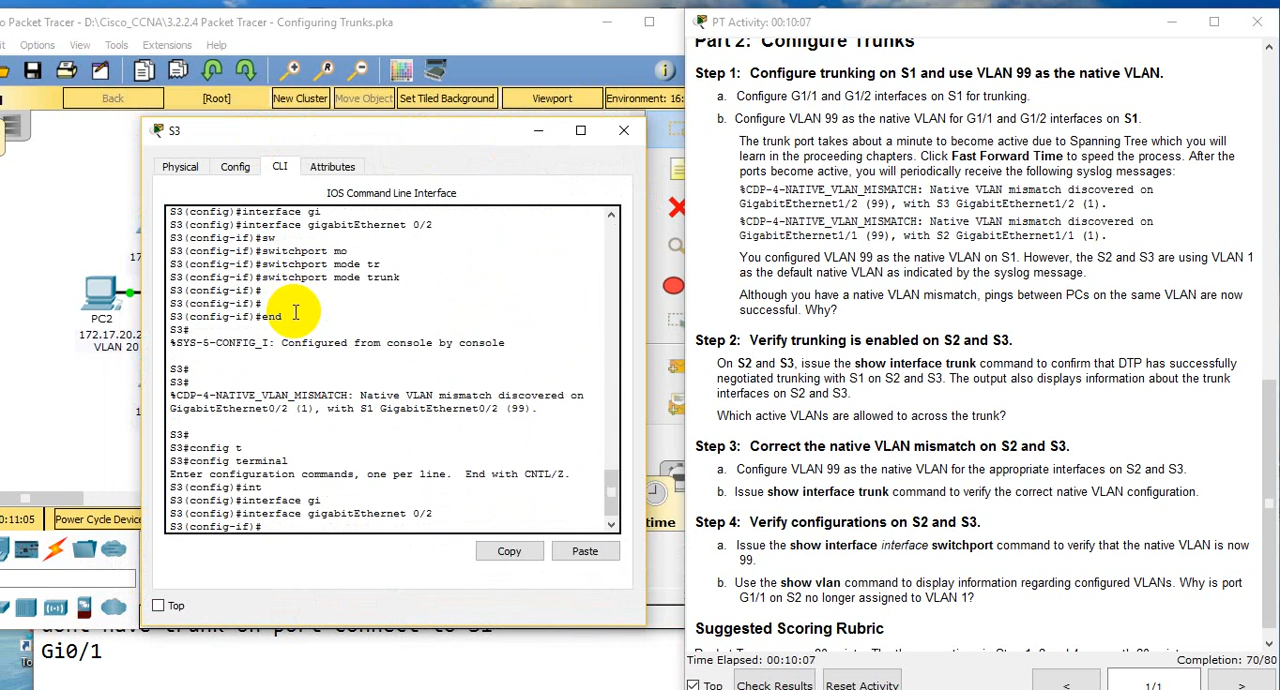 o Packet Tracer - D:\Cisco_CCNA\3.2.2.4 Packet Tracer - Configuring Trunks.pka
it Options View Tools Extensions Help
Back [Root] New Cluster Move Object Set Tiled Background Viewport Environment: 16:
S3
Physical Config CLI Attributes
IOS Command Line Interface
S3(config)#interface gi
S3(config)#interface gigabitEthernet 0/2
S3(config-if)#sw
S3(config-if)#switchport mo
S3(config-if)#switchport mode tr
S3(config-if)#switchport mode trunk
S3(config-if)#
S3(config-if)#
S3(config-if)#end
S3#
%SYS-5-CONFIG_I: Configured from console by console
S3#
S3#
%CDP-4-NATIVE_VLAN_MISMATCH: Native VLAN mismatch discovered on
GigabitEthernet0/2 (1), with S1 GigabitEthernet0/2 (99).
S3#
S3#config t
S3#config terminal
Enter configuration commands, one per line. End with CNTL/Z.
S3(config)#int
S3(config)#interface gi
S3(config)#interface gigabitEthernet 0/2
S3(config-if)#
Copy Paste
Top
17
PC2
172.17.20.2
VLAN 20
0:11:05 Power Cycle Device
time
dont have trunk on port connect to S1
Gi0/1
To
PT Activity: 00:10:07
Part 2: Configure Trunks
Step 1: Configure trunking on S1 and use VLAN 99 as the native VLAN.
a. Configure G1/1 and G1/2 interfaces on S1 for trunking.
b. Configure VLAN 99 as the native VLAN for G1/1 and G1/2 interfaces on S1.
The trunk port takes about a minute to become active due to Spanning Tree which you will
learn in the proceeding chapters. Click Fast Forward Time to speed the process. After the
ports become active, you will periodically receive the following syslog messages:
%CDP-4-NATIVE_VLAN_MISMATCH: Native VLAN mismatch discovered on
GigabitEthernet1/2 (99), with S3 GigabitEthernet1/2 (1).
%CDP-4-NATIVE_VLAN_MISMATCH: Native VLAN mismatch discovered on
GigabitEthernet1/1 (99), with S2 GigabitEthernet1/1 (1).
You configured VLAN 99 as the native VLAN on S1. However, the S2 and S3 are using VLAN 1
as the default native VLAN as indicated by the syslog message.
Although you have a native VLAN mismatch, pings between PCs on the same VLAN are now
successful. Why?
Step 2: Verify trunking is enabled on S2 and S3.
On S2 and S3, issue the show interface trunk command to confirm that DTP has successfully
negotiated trunking with S1 on S2 and S3. The output also displays information about the trunk
interfaces on S2 and S3.
Which active VLANs are allowed to across the trunk?
Step 3: Correct the native VLAN mismatch on S2 and S3.
a. Configure VLAN 99 as the native VLAN for the appropriate interfaces on S2 and S3.
b. Issue show interface trunk command to verify the correct native VLAN configuration.
Step 4: Verify configurations on S2 and S3.
a. Issue the show interface interface switchport command to verify that the native VLAN is now
99.
b. Use the show vlan command to display information regarding configured VLANs. Why is port
G1/1 on S2 no longer assigned to VLAN 1?
Suggested Scoring Rubric
Time Elapsed: 00:10:07 Completion: 70/80
Top Check Results Reset Activity < 1/1 >